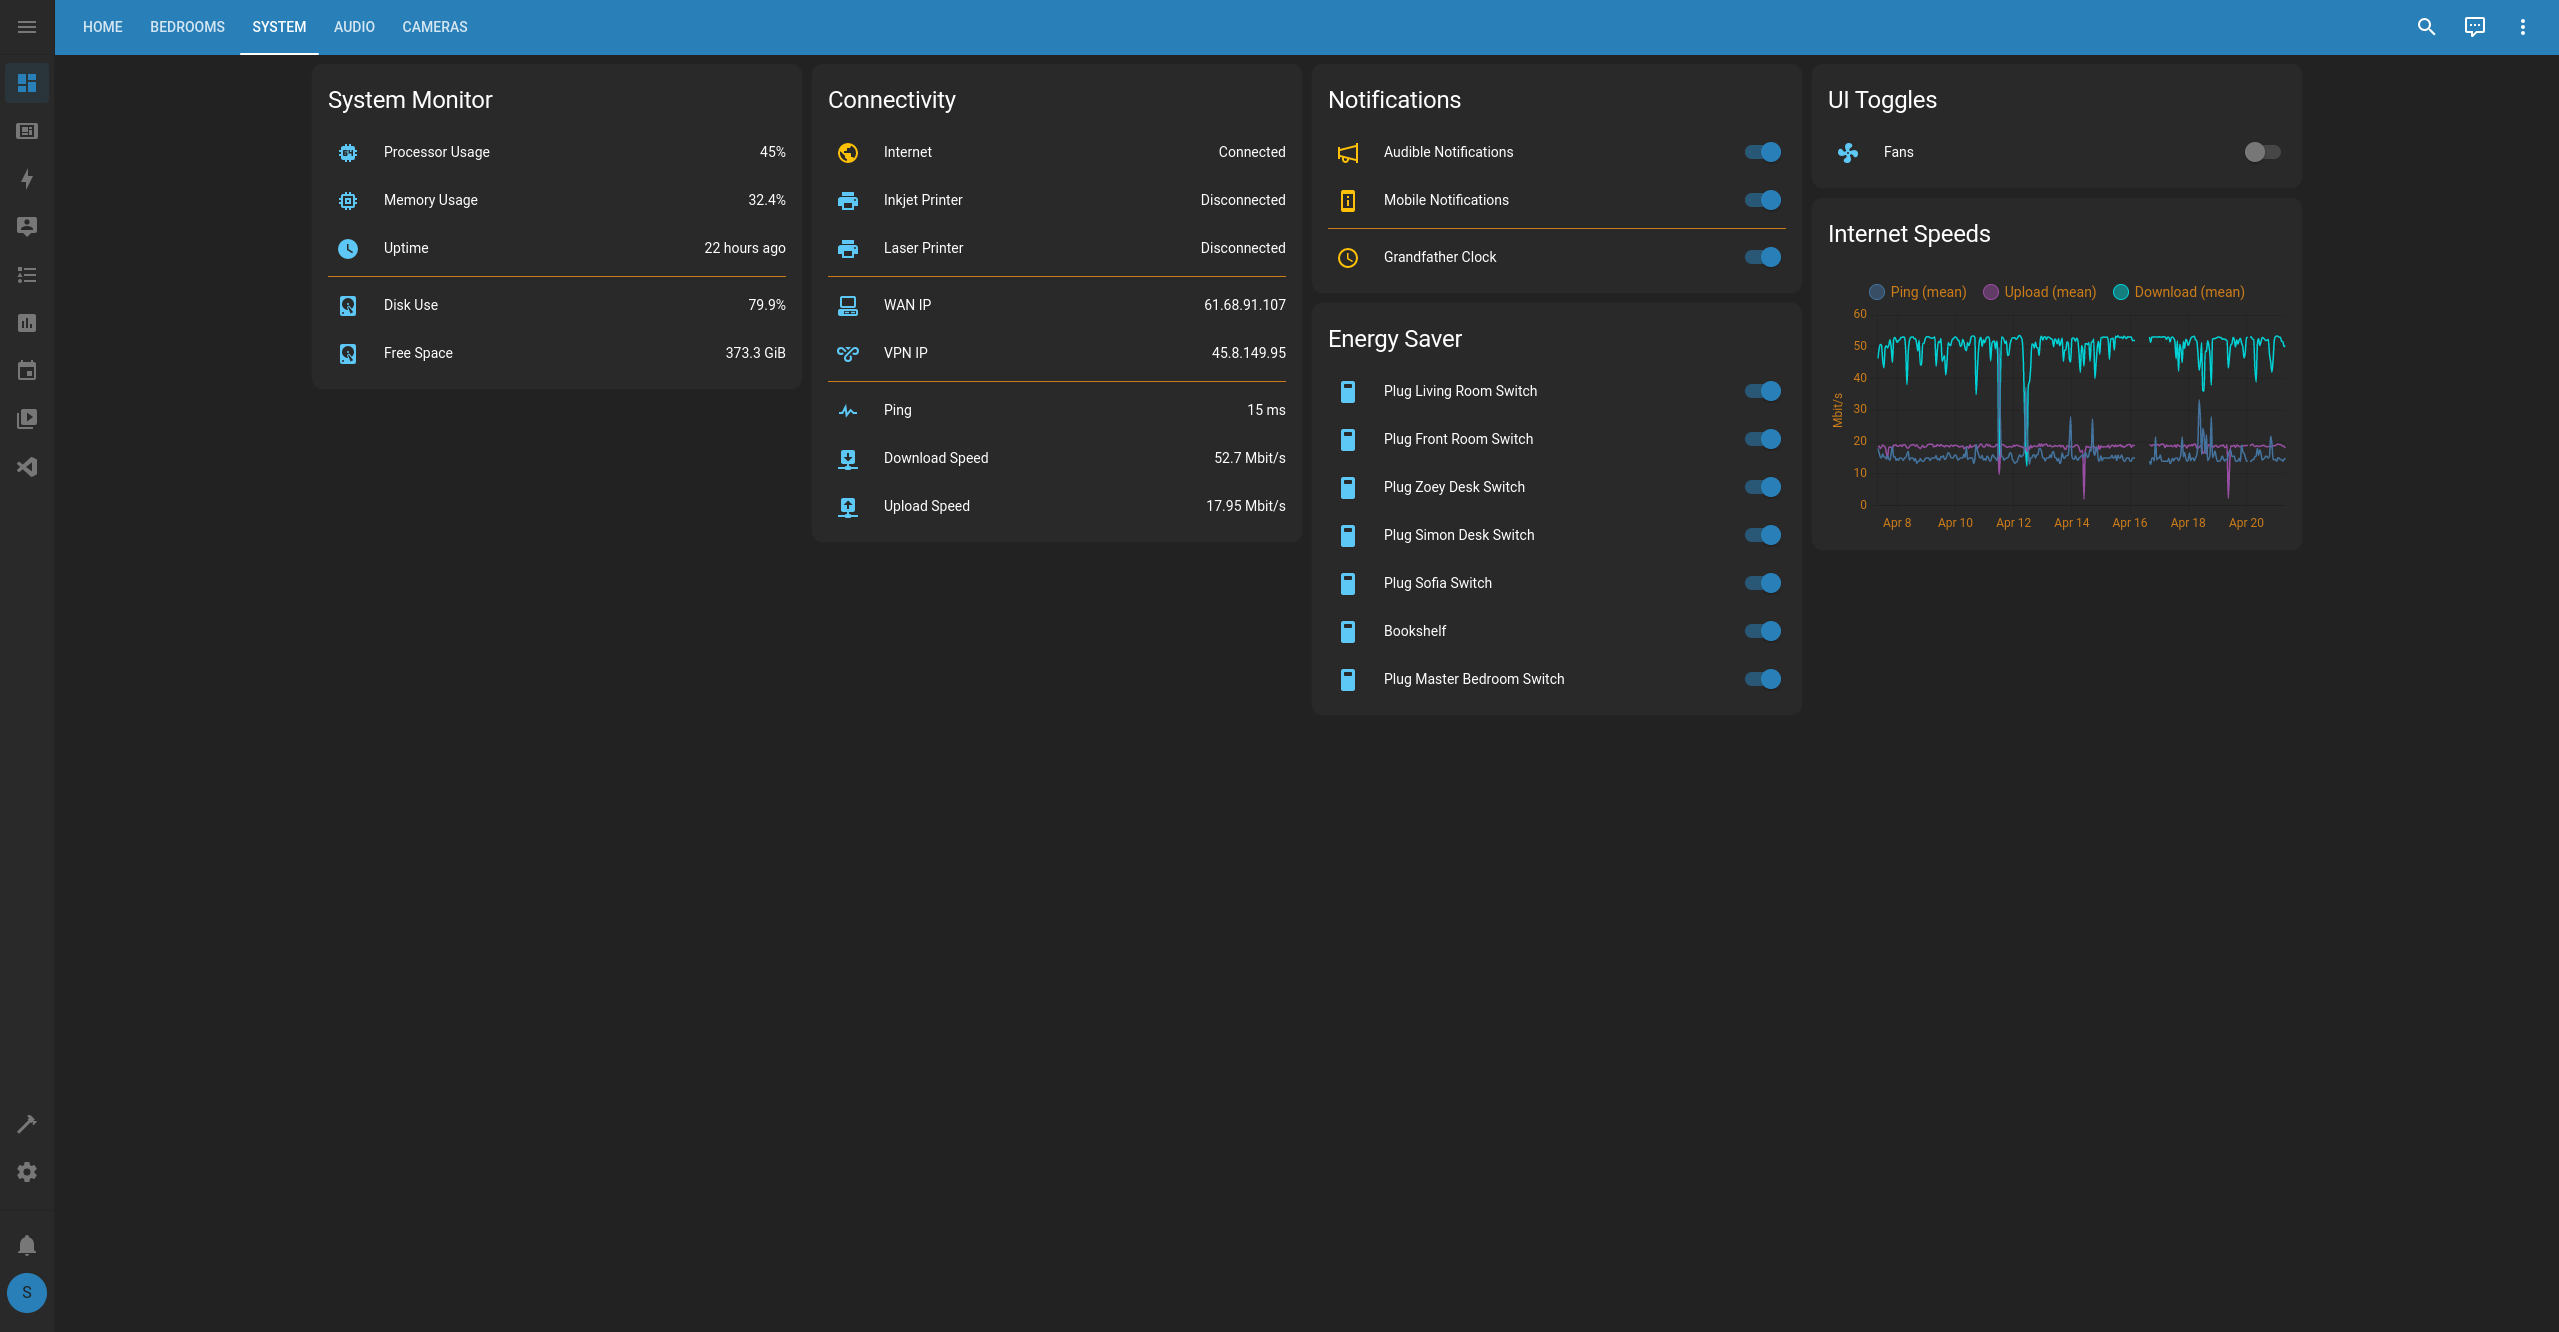 HOME BEDROOMS SYSTEM AUDIO CAMERAS
System Monitor
Processor Usage 45%
Memory Usage 32.4%
Uptime 22 hours ago
Disk Use 79.9%
Free Space 373.3 GiB
Connectivity
Internet Connected
Inkjet Printer Disconnected
Laser Printer Disconnected
WAN IP 61.68.91.107
VPN IP 45.8.149.95
Ping 15 ms
Download Speed 52.7 Mbit/s
Upload Speed 17.95 Mbit/s
Notifications
Audible Notifications
Mobile Notifications
Grandfather Clock
Energy Saver
Plug Living Room Switch
Plug Front Room Switch
Plug Zoey Desk Switch
Plug Simon Desk Switch
Plug Sofia Switch
Bookshelf
Plug Master Bedroom Switch
UI Toggles
Fans
Internet Speeds
Ping (mean) Upload (mean) Download (mean)
Mbit/s
60
50
40
30
20
10
0
Apr 8 Apr 10 Apr 12 Apr 14 Apr 16 Apr 18 Apr 20
S